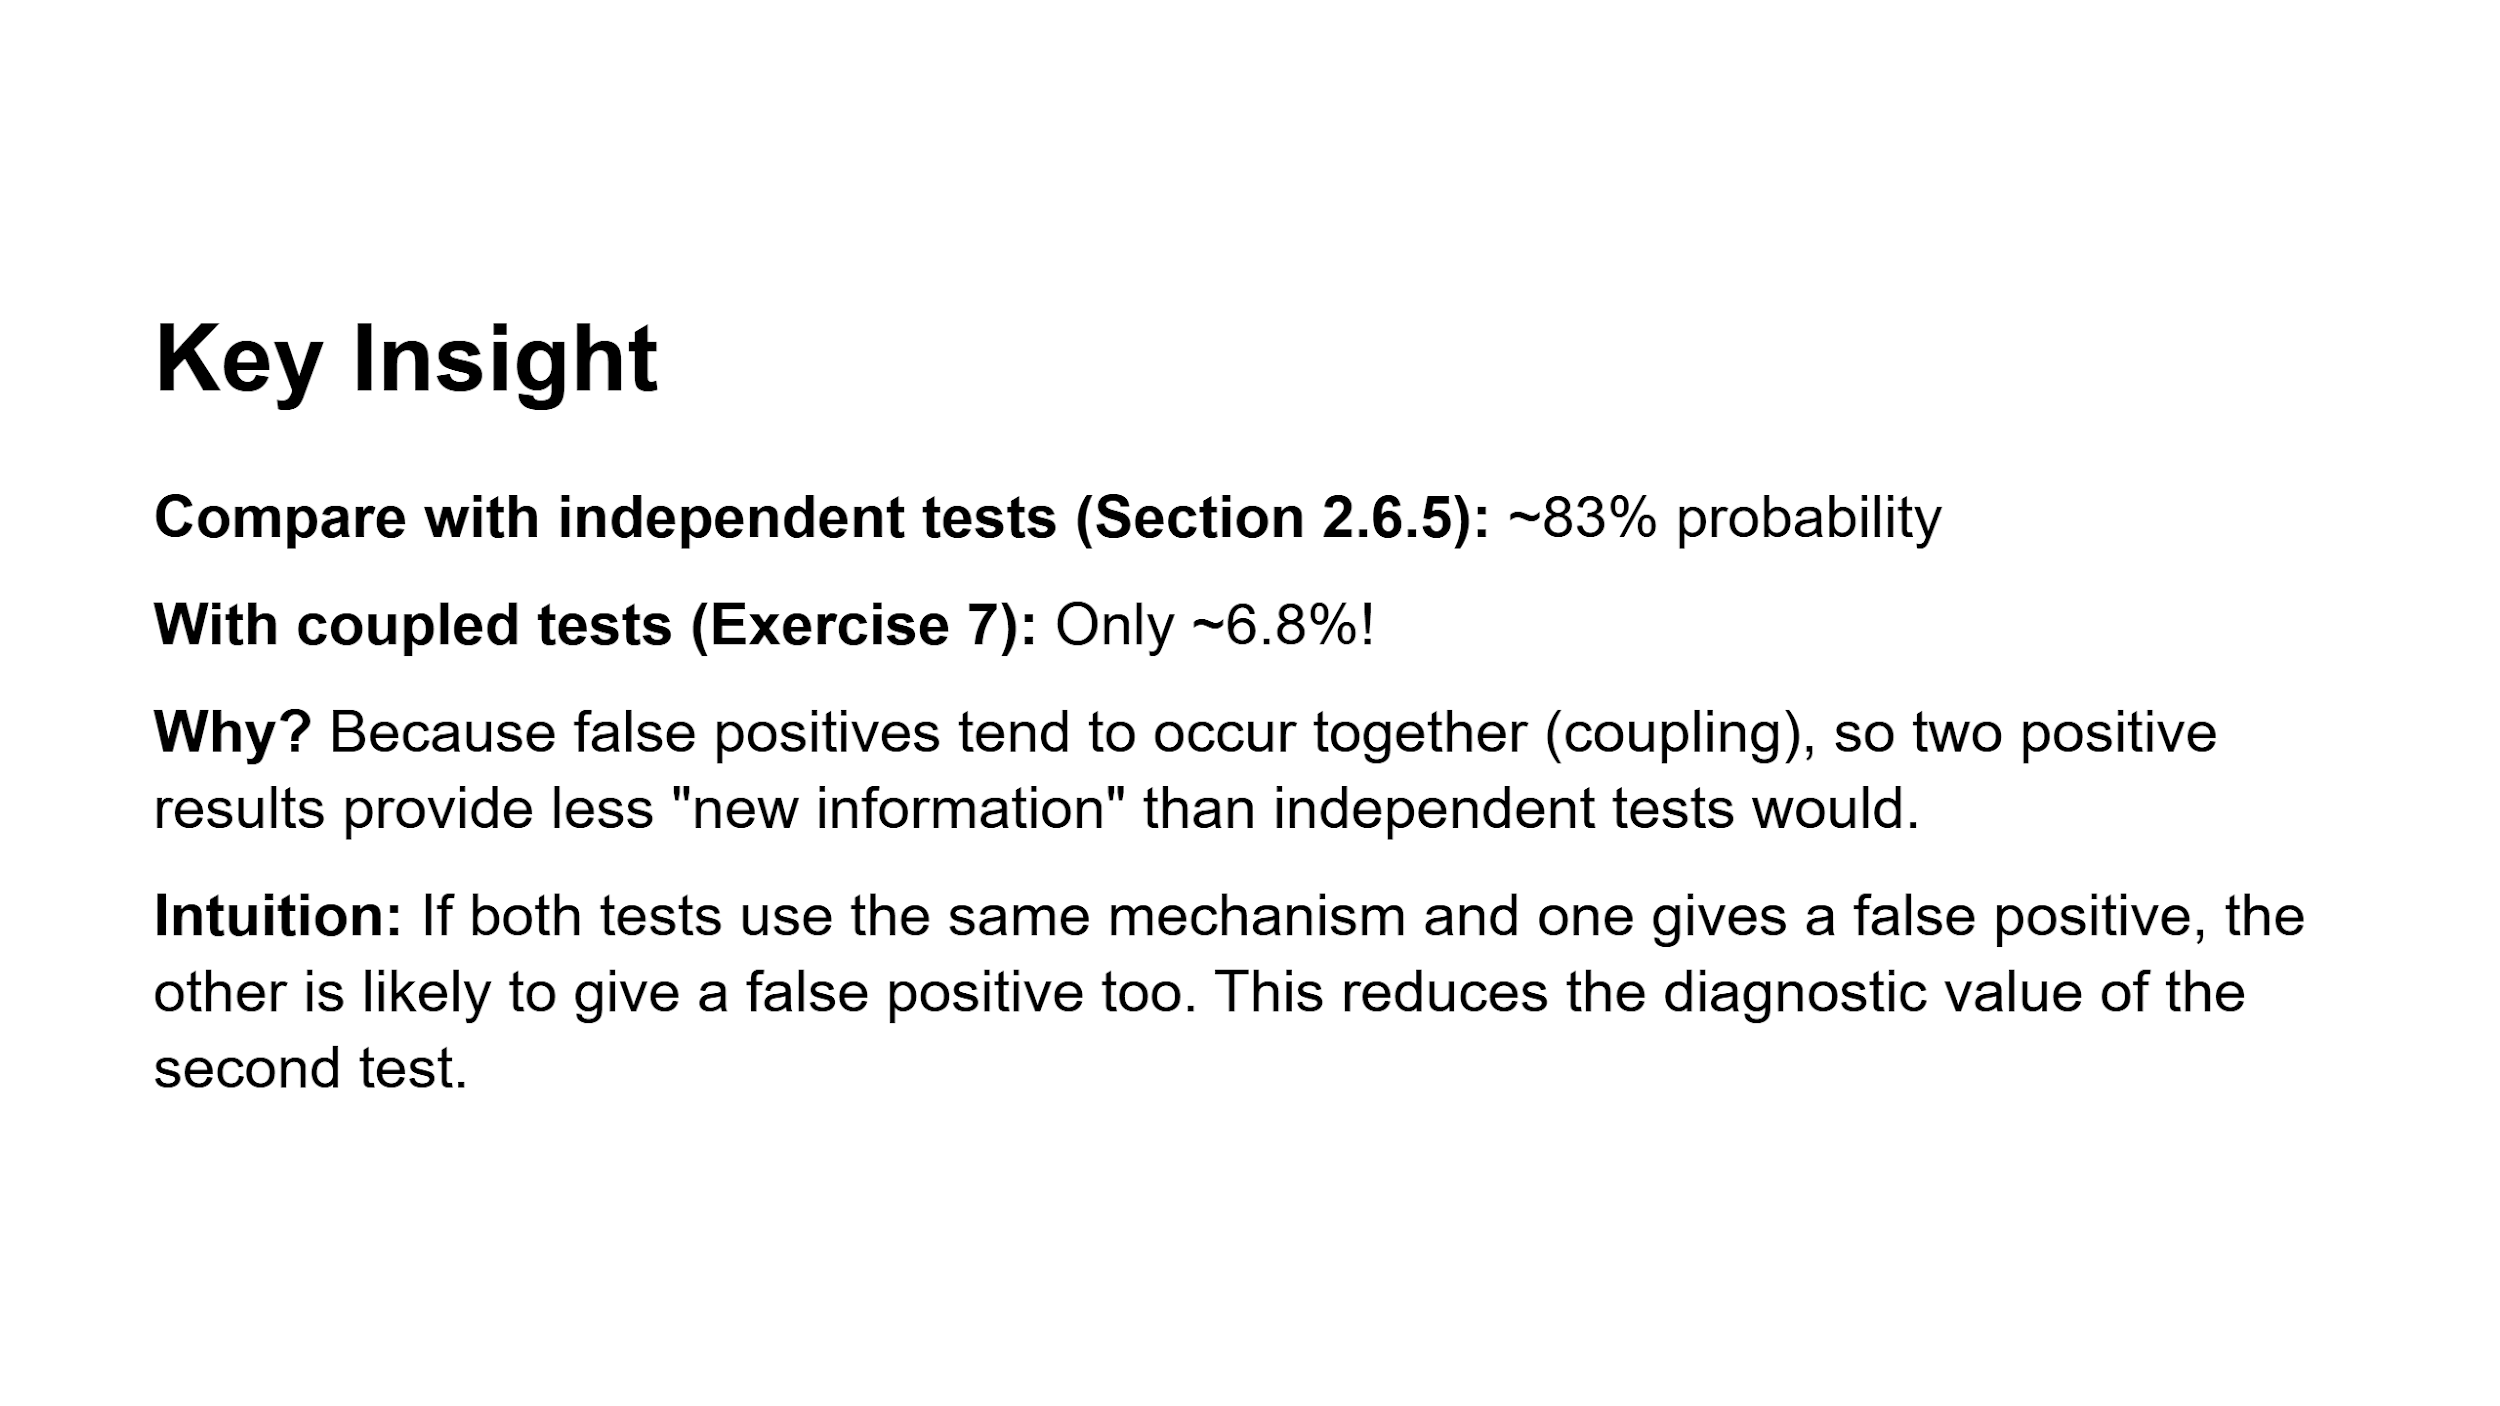 Key Insight
Compare with independent tests (Section 2.6.5): ~83% probability
With coupled tests (Exercise 7): Only ~6.8%!
Why? Because false positives tend to occur together (coupling), so two positive
results provide less "new information" than independent tests would.
Intuition: If both tests use the same mechanism and one gives a false positive, the
other is likely to give a false positive too. This reduces the diagnostic value of the
second test.